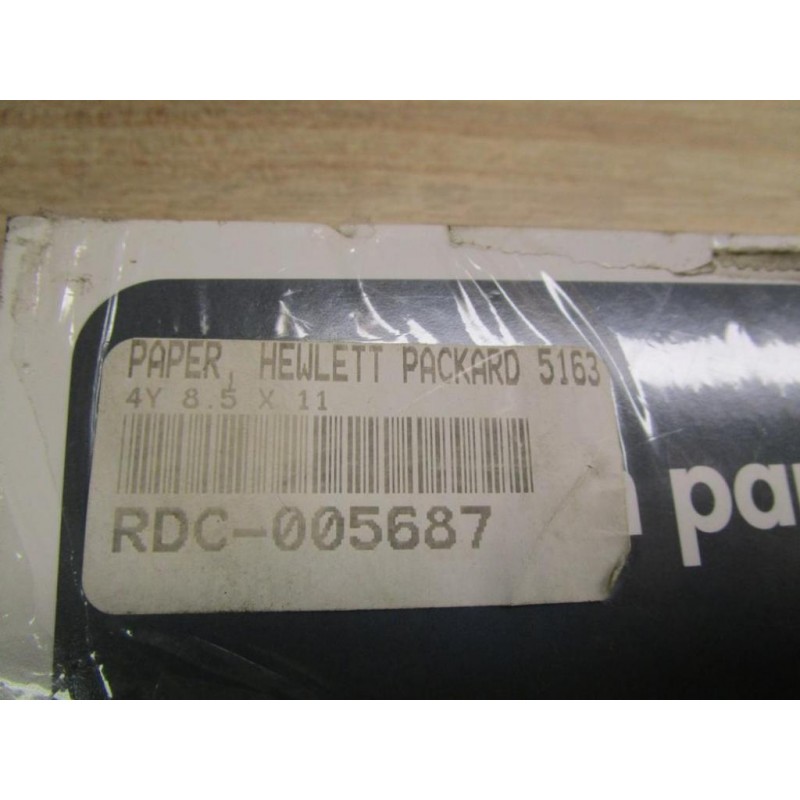 PAPER, HEWLETT PACKARD 5163
4Y 8.5 X 11
RDC-005687